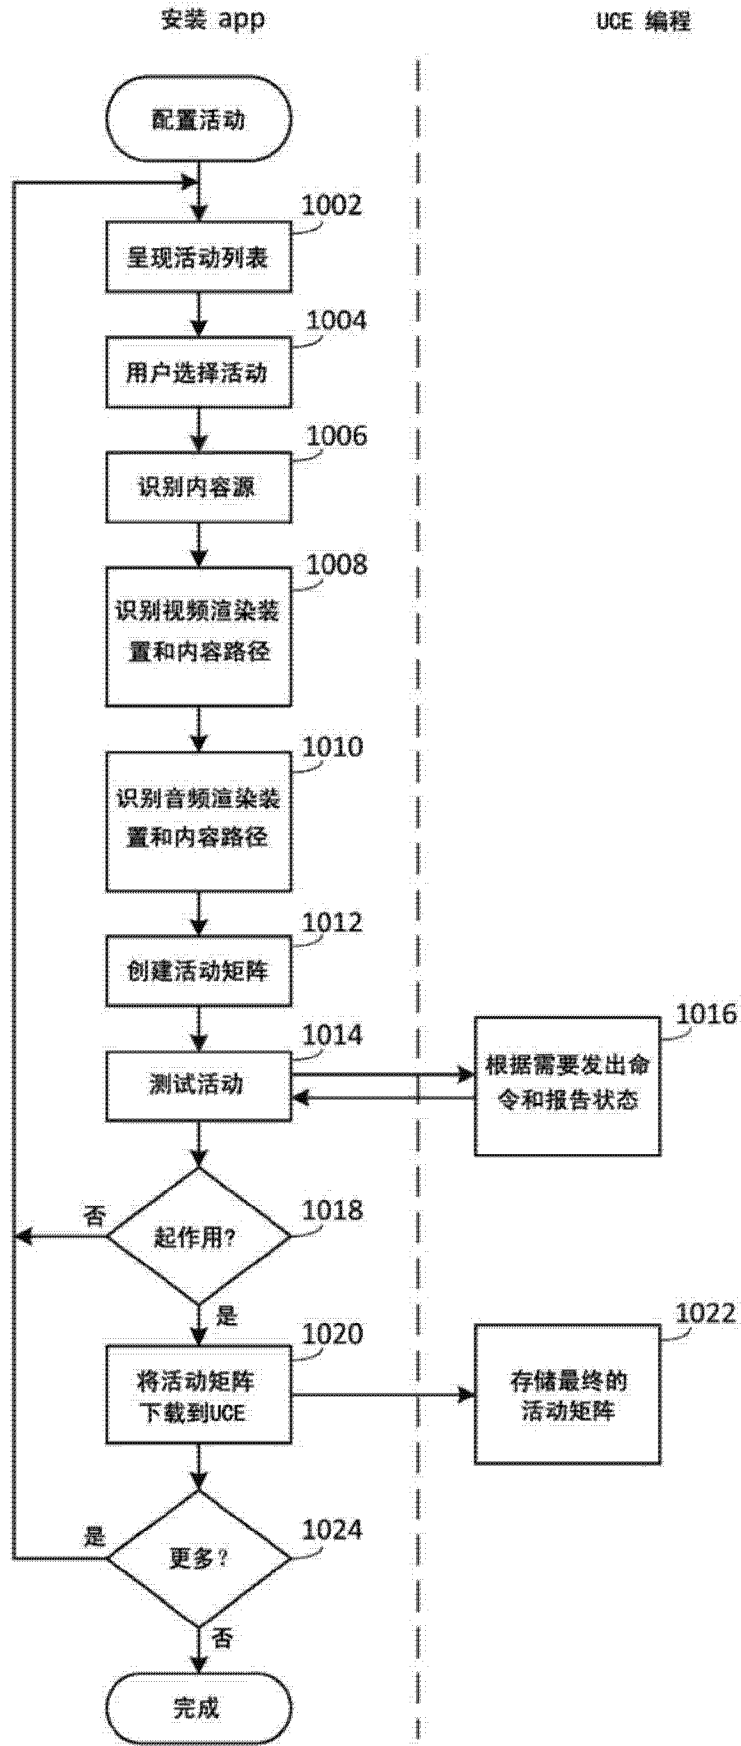 安装 app
UCE 编程
配置活动
1002
呈现活动列表
1004
用户选择活动
1006
识别内容源
1008
识别视频渲染装
置和内容路径
1010
识别音频渲染装
置和内容路径
1012
创建活动矩阵
1014
测试活动
1016
根据需要发出命
令和报告状态
1018
起作用?
否
是
1020
将活动矩阵
下载到UCE
1022
存储最终的
活动矩阵
1024
更多?
是
否
完成